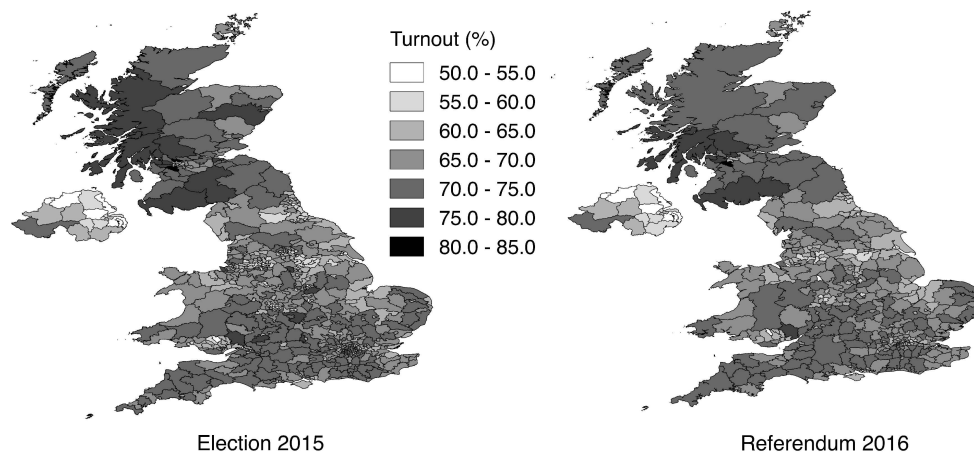 Turnout (%)
50.0 - 55.0
55.0 - 60.0
60.0 - 65.0
65.0 - 70.0
70.0 - 75.0
75.0 - 80.0
80.0 - 85.0
Election 2015
Referendum 2016